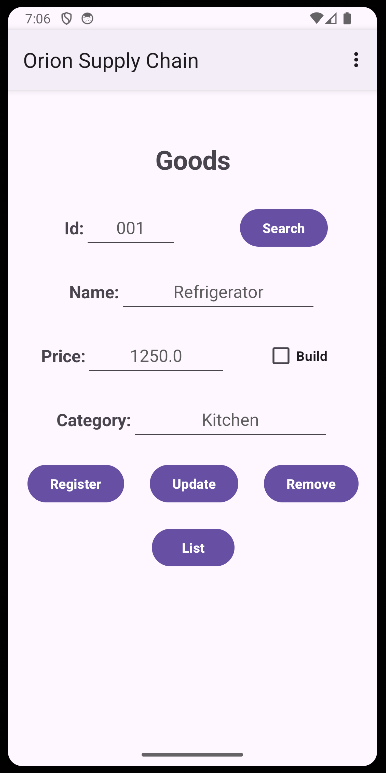 7:06
Orion Supply Chain
Goods
Id: 001 Search
Name: Refrigerator
Price: 1250.0 Build
Category: Kitchen
Register Update Remove
List